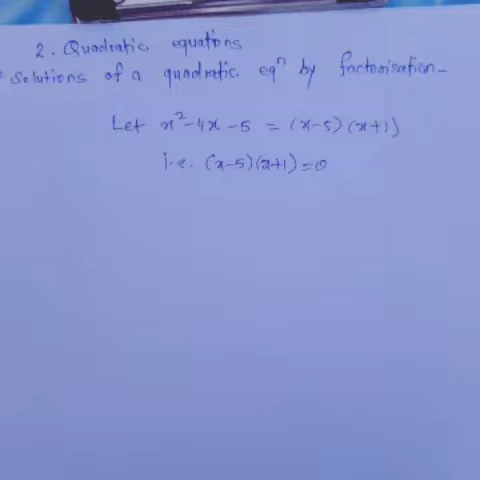 2. Quadratic equations
Solutions of a quadratic eqⁿ by factorisation-
Let x²-4x-5 = (x-5)(x+1)
i.e. (x-5)(x+1)=0